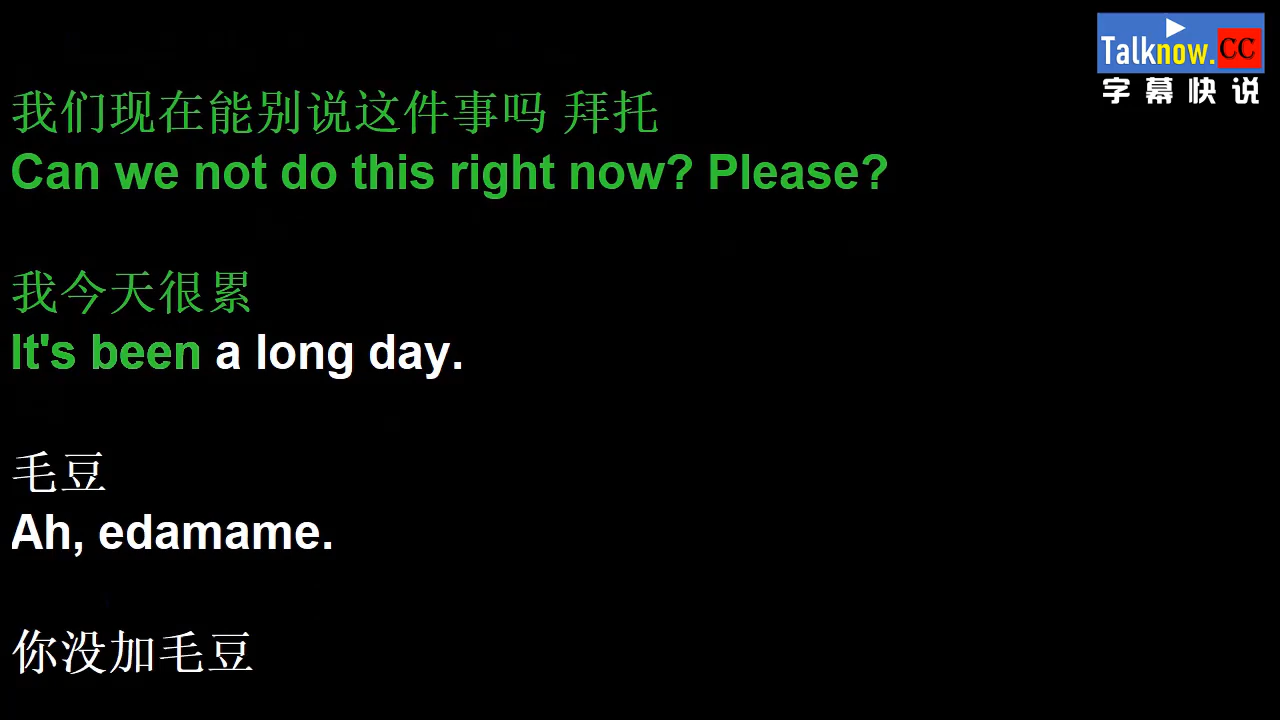 Talknow.CC
字幕快说
我们现在能别说这件事吗 拜托
Can we not do this right now? Please?
我今天很累
It's been a long day.
毛豆
Ah, edamame.
你没加毛豆